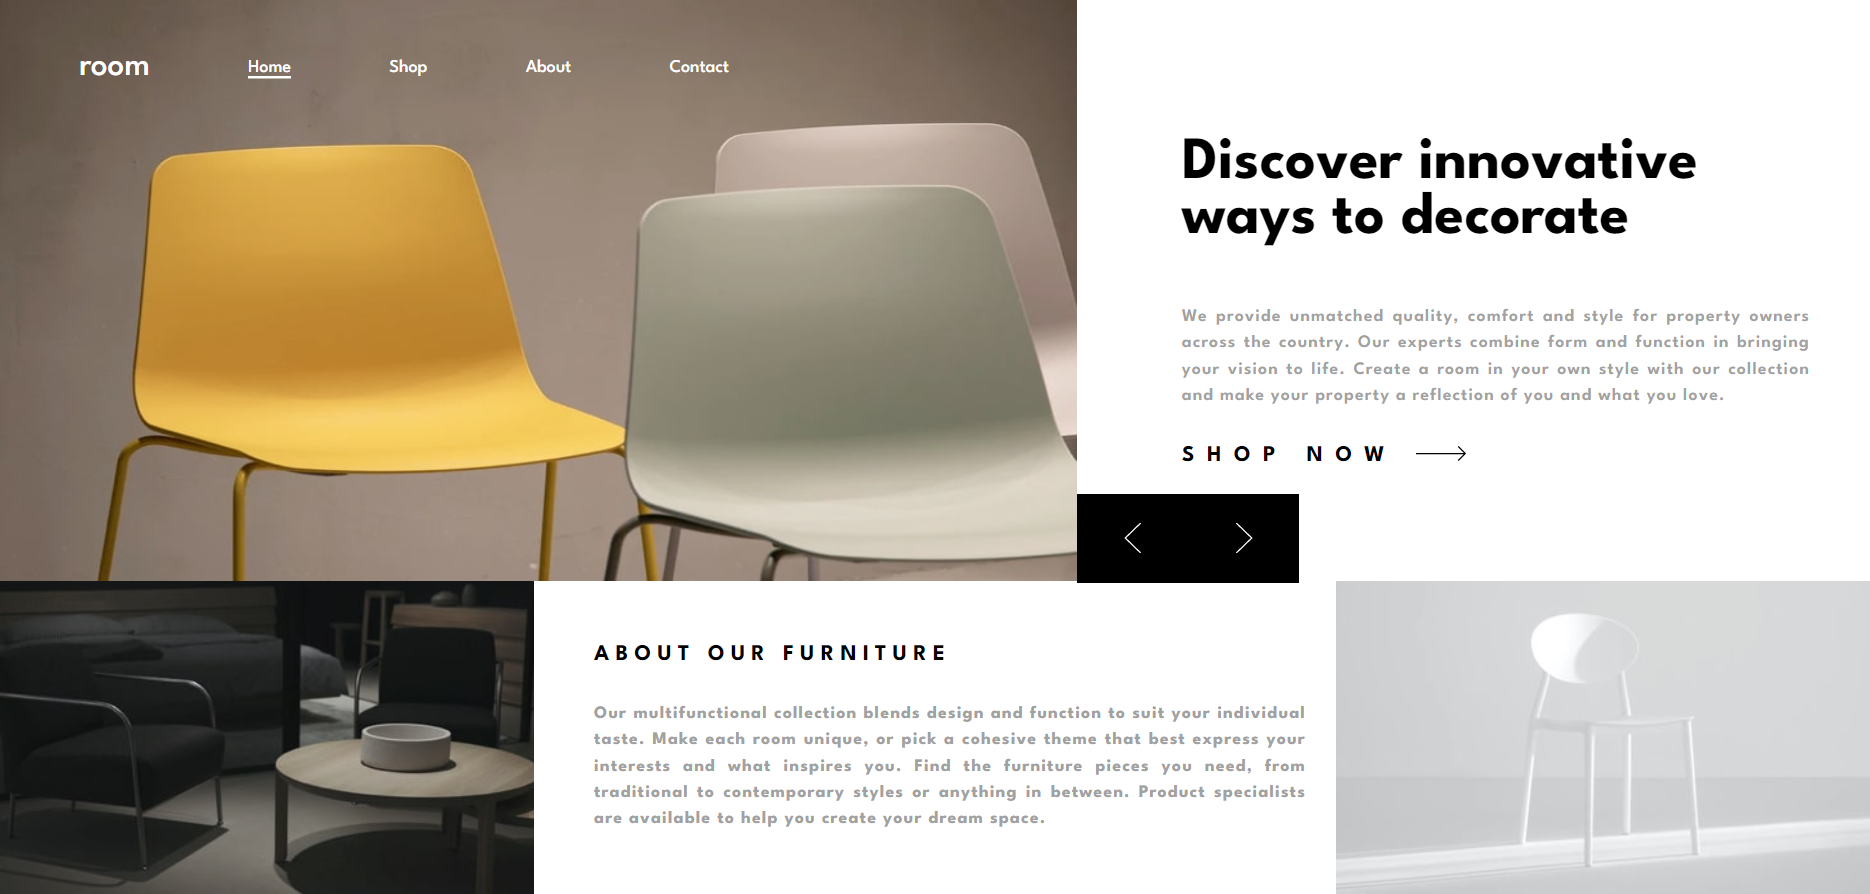 room
Home
Shop
About
Contact
Discover innovative
ways to decorate
We provide unmatched quality, comfort and style for property owners
across the country. Our experts combine form and function in bringing
your vision to life. Create a room in your own style with our collection
and make your property a reflection of you and what you love.
SHOP NOW
ABOUT OUR FURNITURE
Our multifunctional collection blends design and function to suit your individual
taste. Make each room unique, or pick a cohesive theme that best express your
interests and what inspires you. Find the furniture pieces you need, from
traditional to contemporary styles or anything in between. Product specialists
are available to help you create your dream space.